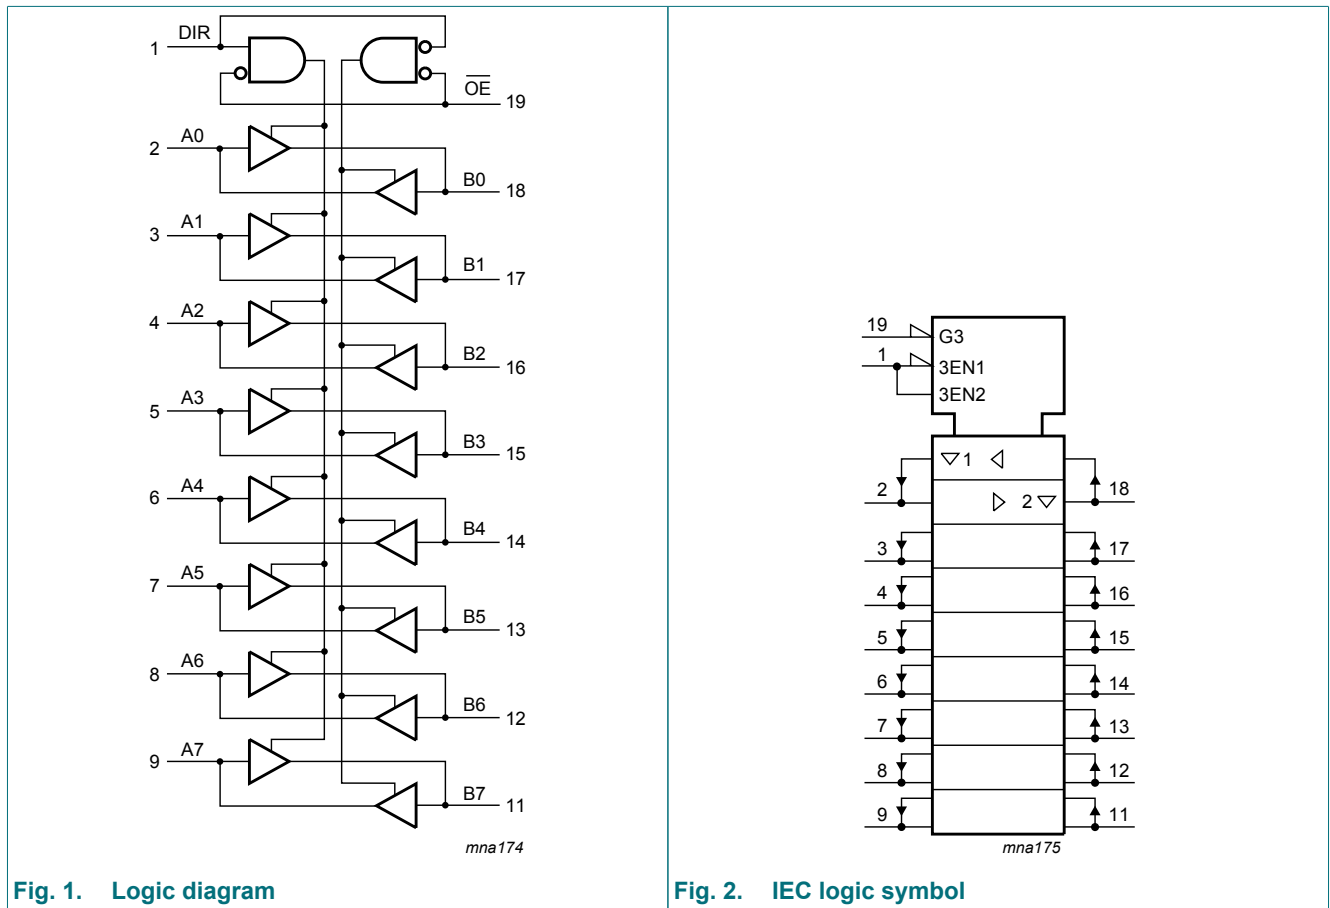 DIR
1
OE
19
A0
2
B0
18
A1
3
B1
17
A2
4
B2
16
A3
5
B3
15
A4
6
B4
14
A5
7
B5
13
A6
8
B6
12
A7
9
B7
11
mna174
Fig. 1. Logic diagram
19
G3
1
3EN1
3EN2
1
2
2
18
3
17
4
16
5
15
6
14
7
13
8
12
9
11
mna175
Fig. 2. IEC logic symbol